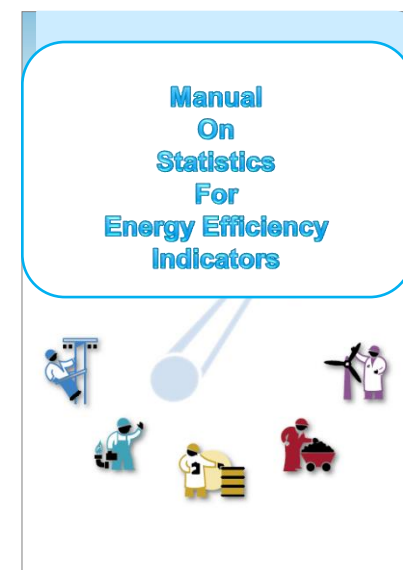 Manual
On
Statistics
For
Energy Efficiency
Indicators